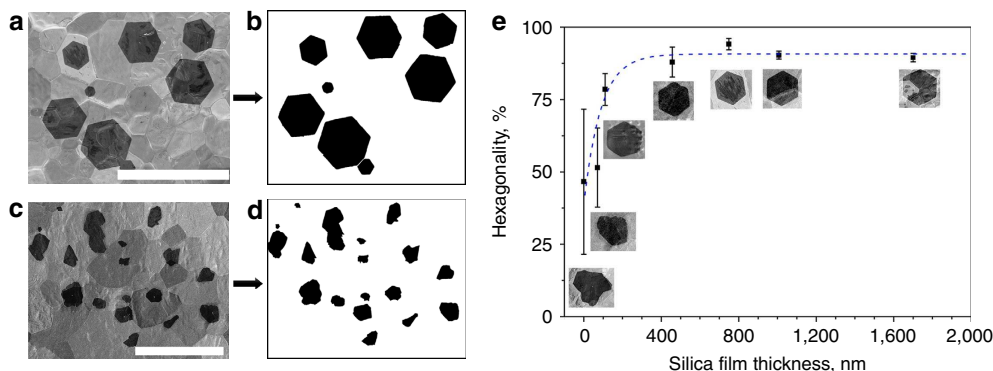 a
b
c
d
e
Hexagonality, %
100
75
50
25
0
0 400 800 1,200 1,600 2,000
Silica film thickness, nm